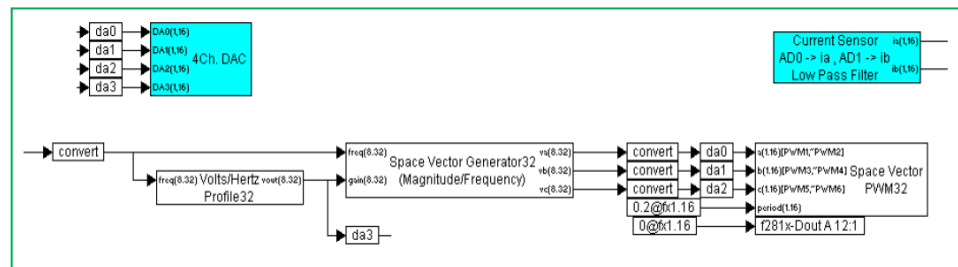 da0
DA0(1,16)
da1
DA1(1,16)
4Ch. DAC
da2
DA2(1,16)
da3
DA3(1,16)
Current Sensor ia(1,16)
AD0 -> ia , AD1 -> ib
Low Pass Filter ib(1,16)
convert
freq(8.32) Volts/Hertz vout(8.32)
Profile32
da3
freq(8.32)
gain(8.32)
Space Vector Generator32
(Magnitude/Frequency)
va(8.32)
vb(8.32)
vc(8.32)
convert
da0
convert
da1
convert
da2
0.2@fx1.16
0@fx1.16
a(1.16)[PWM1,"PWM2]
b(1.16)[PWM3,"PWM4]
c(1.16)[PWM5,"PWM6]
period(1.16)
Space Vector
PWM32
f281x-Dout A 12:1